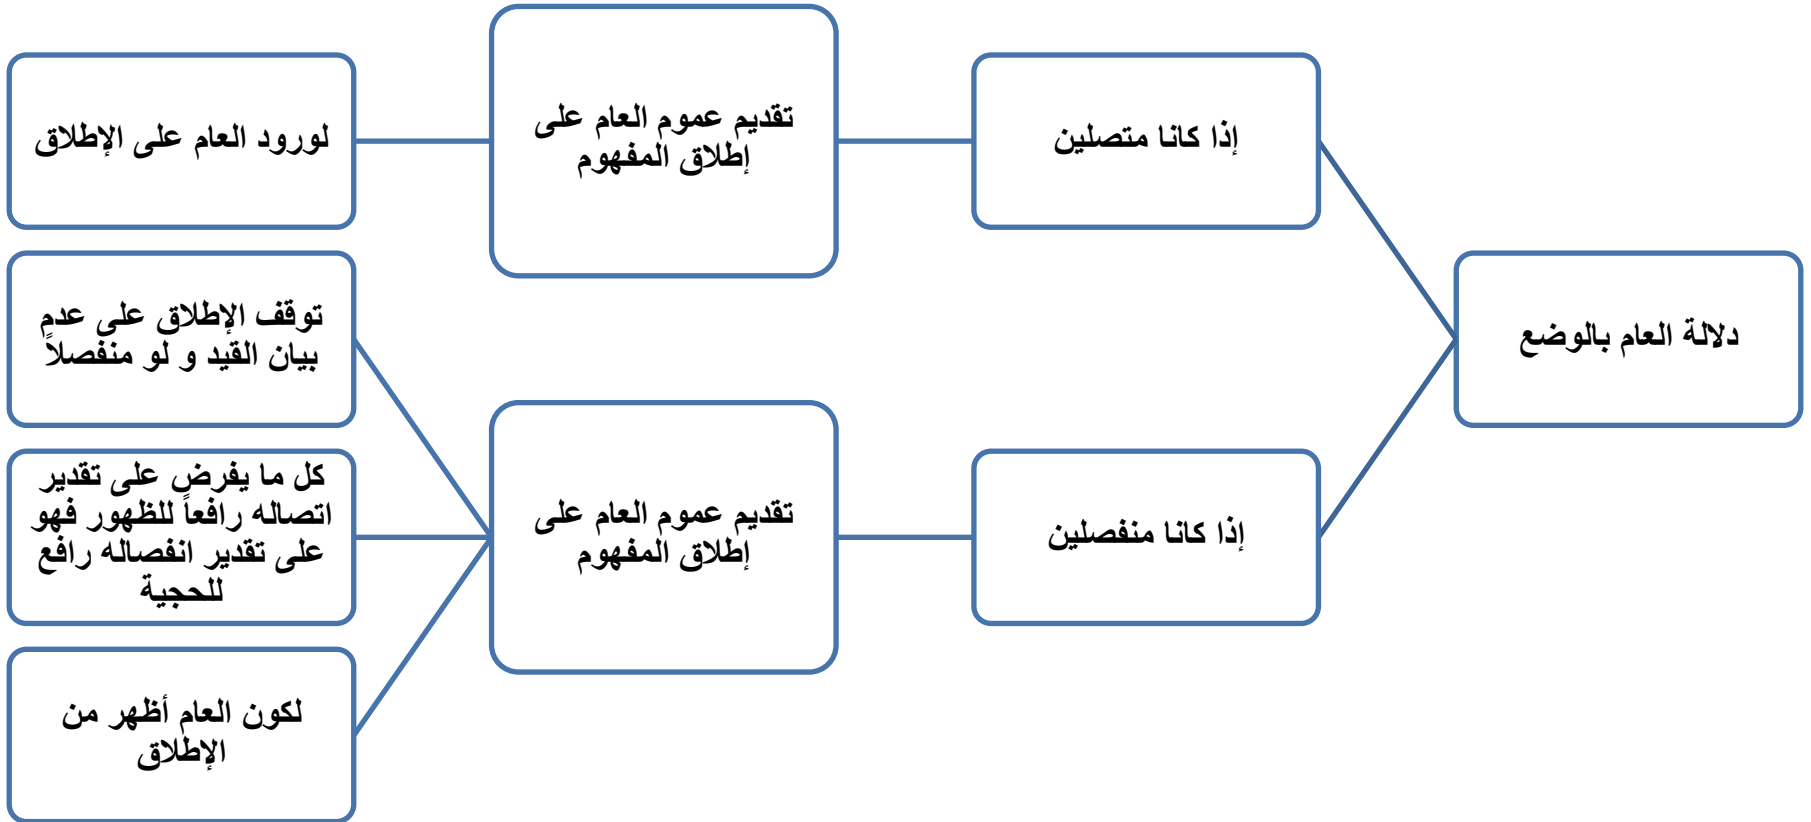 دلالة العام بالوضع
إذا كانا متصلين
تقديم عموم العام على
إطلاق المفهوم
لورود العام على الإطلاق
إذا كانا منفصلين
تقديم عموم العام على
إطلاق المفهوم
توقف الإطلاق على عدم
بيان القيد و لو منفصلاً
كل ما يفرض على تقدير
اتصاله رافعاً للظهور فهو
على تقدير انفصاله رافع
للحجية
لكون العام أظهر من
الإطلاق